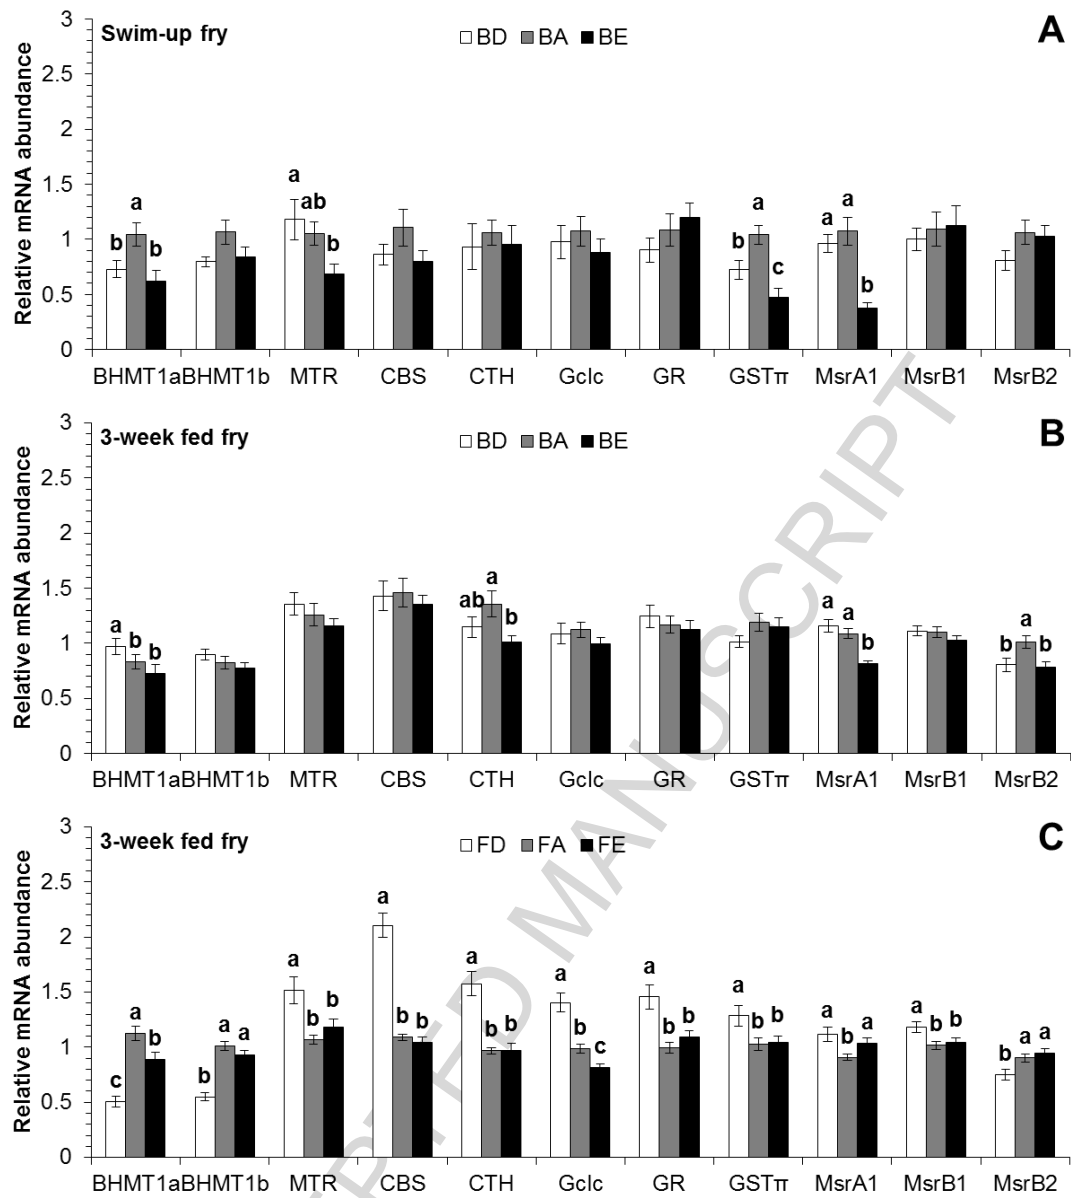 Swim-up fry
BD BA BE
A
Relative mRNA abundance
3
2.5
2
1.5
1
0.5
0
a
b b
a
ab
b
a
b
c
a a
b
BHMT1a BHMT1b MTR CBS CTH Gclc GR GSTπ MsrA1 MsrB1 MsrB2
3-week fed fry
BD BA BE
B
Relative mRNA abundance
3
2.5
2
1.5
1
0.5
0
a b b
ab a b
a a b
b a b
BHMT1a BHMT1b MTR CBS CTH Gclc GR GSTπ MsrA1 MsrB1 MsrB2
3-week fed fry
FD FA FE
C
Relative mRNA abundance
3
2.5
2
1.5
1
0.5
0
c a b
b a a
a b b
a b b
a b b
a b c
a b b
a b b
a b a
a b b
b a a
BHMT1a BHMT1b MTR CBS CTH Gclc GR GSTπ MsrA1 MsrB1 MsrB2
MANUSCRIPT